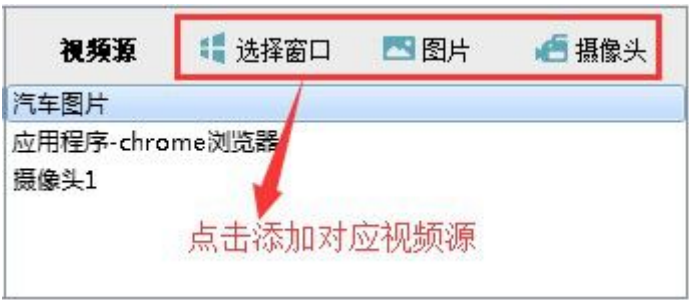 视频源 选择窗口 图片 摄像头
汽车图片
应用程序-chrome浏览器
摄像头1
点击添加对应视频源